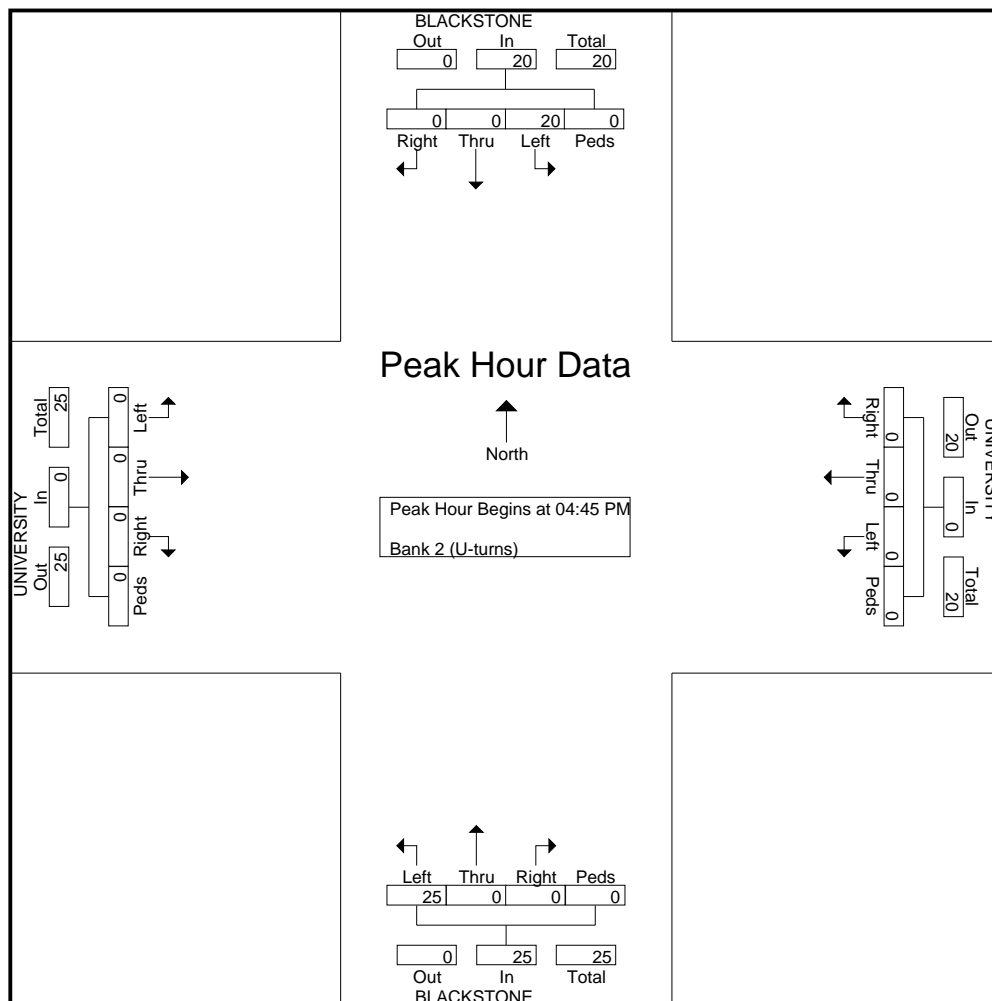 BLACKSTONE
Out In Total
0 20 20
0 0 20 0
Right Thru Left Peds
Peak Hour Data
North
Peak Hour Begins at 04:45 PM
Bank 2 (U-turns)
UNIVERSITY
Out In Total
25 0 25
0 0 0 0
Peds Right Thru Left
UNIVERSITY
Out In Total
20 0 20
0 0 0 0
Right Thru Left Peds
Left Thru Right Peds
25 0 0 0
0 25 25
Out In Total
BLACKSTONE